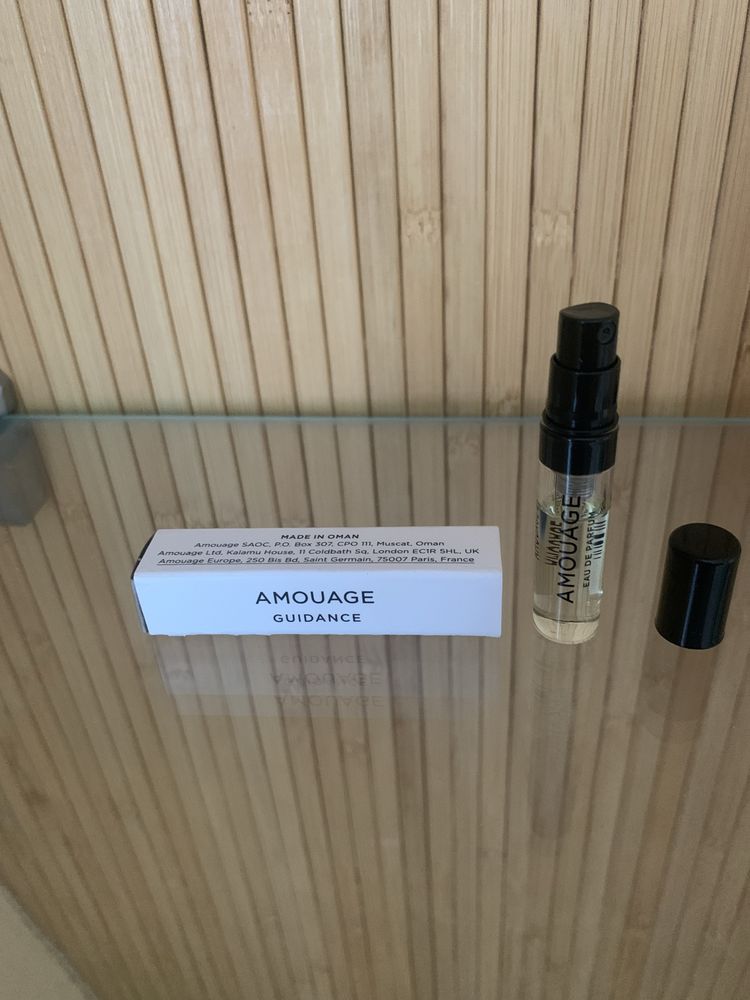 MADE IN OMAN
Amouage SAOC, P.O. Box 307, CPO 111, Muscat, Oman
Amouage Ltd, Kalamu House, 11 Coldbath Sq, London EC1R 5HL, UK
Amouage Europe, 250 Bis Bd, Saint Germain, 75007 Paris, France
AMOUAGE
GUIDANCE
AMOUAGE
EAU DE PARFUM